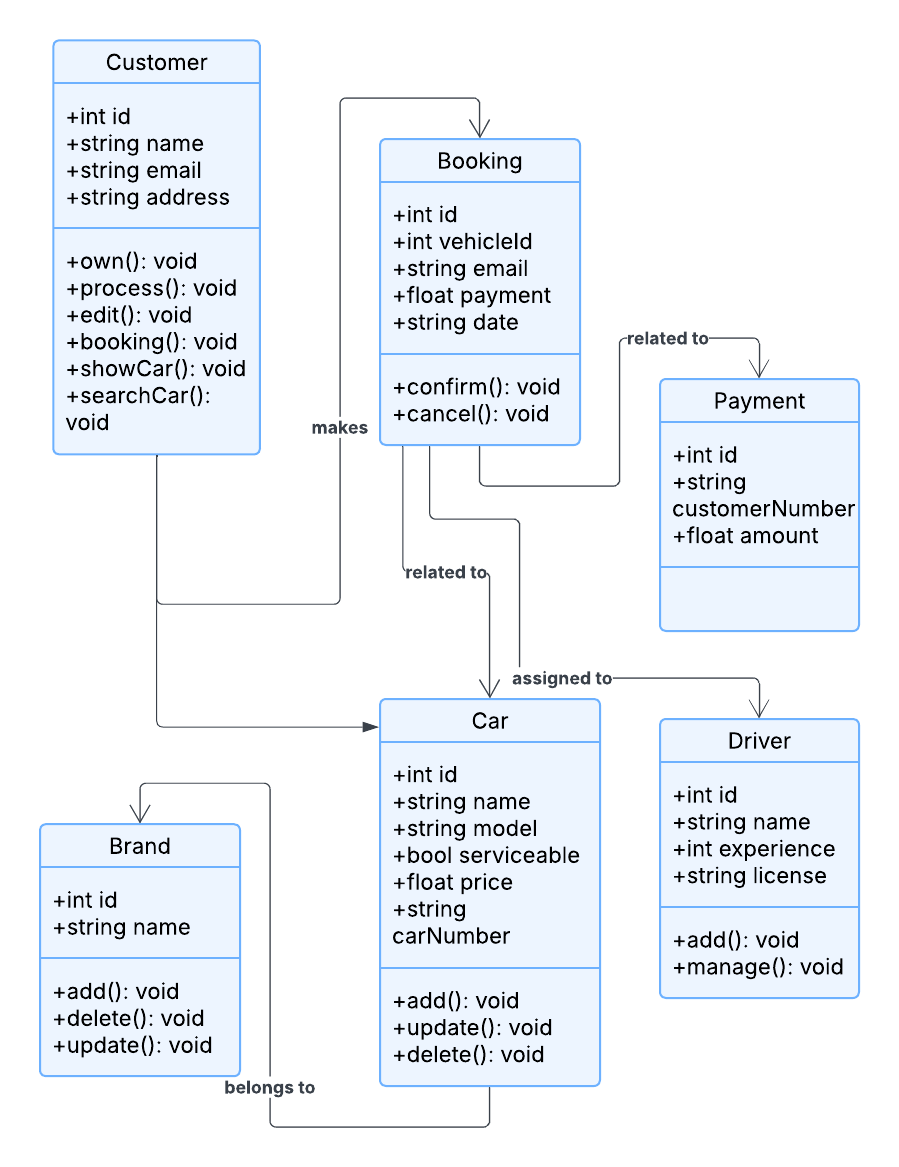 Customer
+int id
+string name
+string email
+string address
+own(): void
+process(): void
+edit(): void
+booking(): void
+showCar(): void
+searchCar():
void
makes
Booking
+int id
+int vehicleId
+string email
+float payment
+string date
+confirm(): void
+cancel(): void
related to
Payment
+int id
+string
customerNumber
+float amount
related to
assigned to
Car
+int id
+string name
+string model
+bool serviceable
+float price
+string
carNumber
+add(): void
+update(): void
+delete(): void
Driver
+int id
+string name
+int experience
+string license
+add(): void
+manage(): void
Brand
+int id
+string name
+add(): void
+delete(): void
+update(): void
belongs to